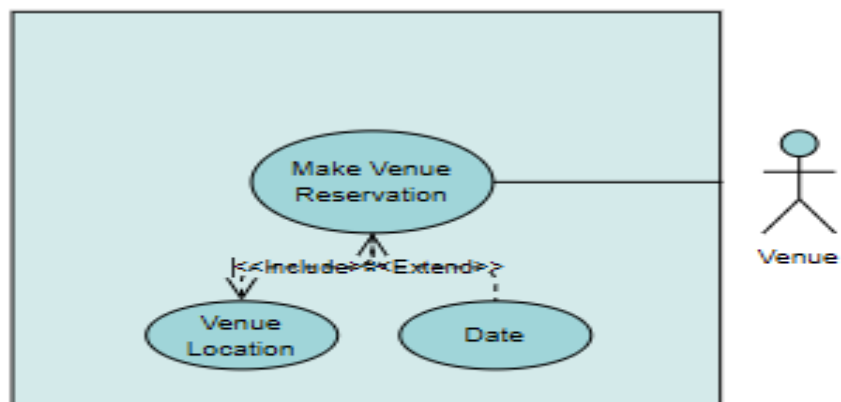 Make Venue
Reservation
<<Include>>
<<Extend>>
Venue
Venue
Location
Date